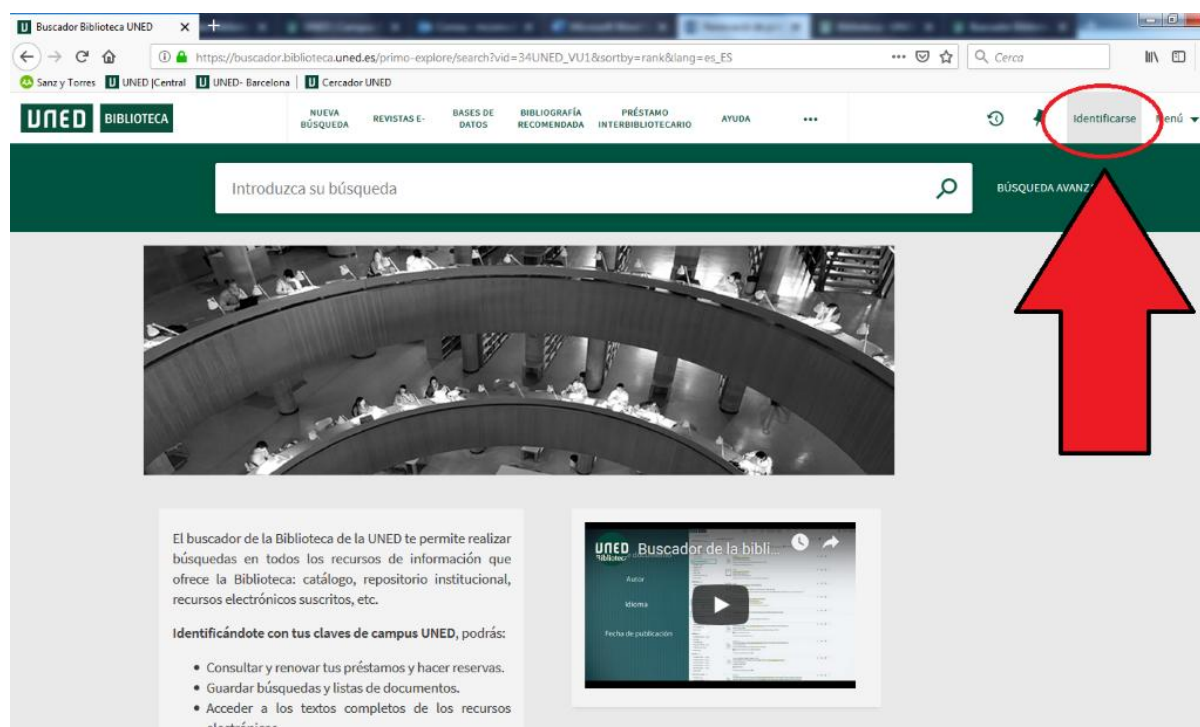 Buscador Biblioteca UNED
https://buscador.biblioteca.uned.es/primo-explore/search?vid=34UNED_VU1&sortby=rank&lang=es_ES
Cerca
Sanz y Torres UNED |Central UNED- Barcelona Cercador UNED
UNED BIBLIOTECA
NUEVA BÚSQUEDA
REVISTAS E-
BASES DE DATOS
BIBLIOGRAFÍA RECOMENDADA
PRÉSTAMO INTERBIBLIOTECARIO
AYUDA
Identificarse
Menú
Introduzca su búsqueda
BÚSQUEDA
El buscador de la Biblioteca de la UNED te permite realizar
búsquedas en todos los recursos de información que
ofrece la Biblioteca: catálogo, repositorio institucional,
recursos electrónicos suscritos, etc.
Identificándote con tus claves de campus UNED, podrás:
• Consultar y renovar tus préstamos y hacer reservas.
• Guardar búsquedas y listas de documentos.
• Acceder a los textos completos de los recursos
UNED Buscador de la bibli...
Biblioteca
Autor
Idioma
Fecha de publicación